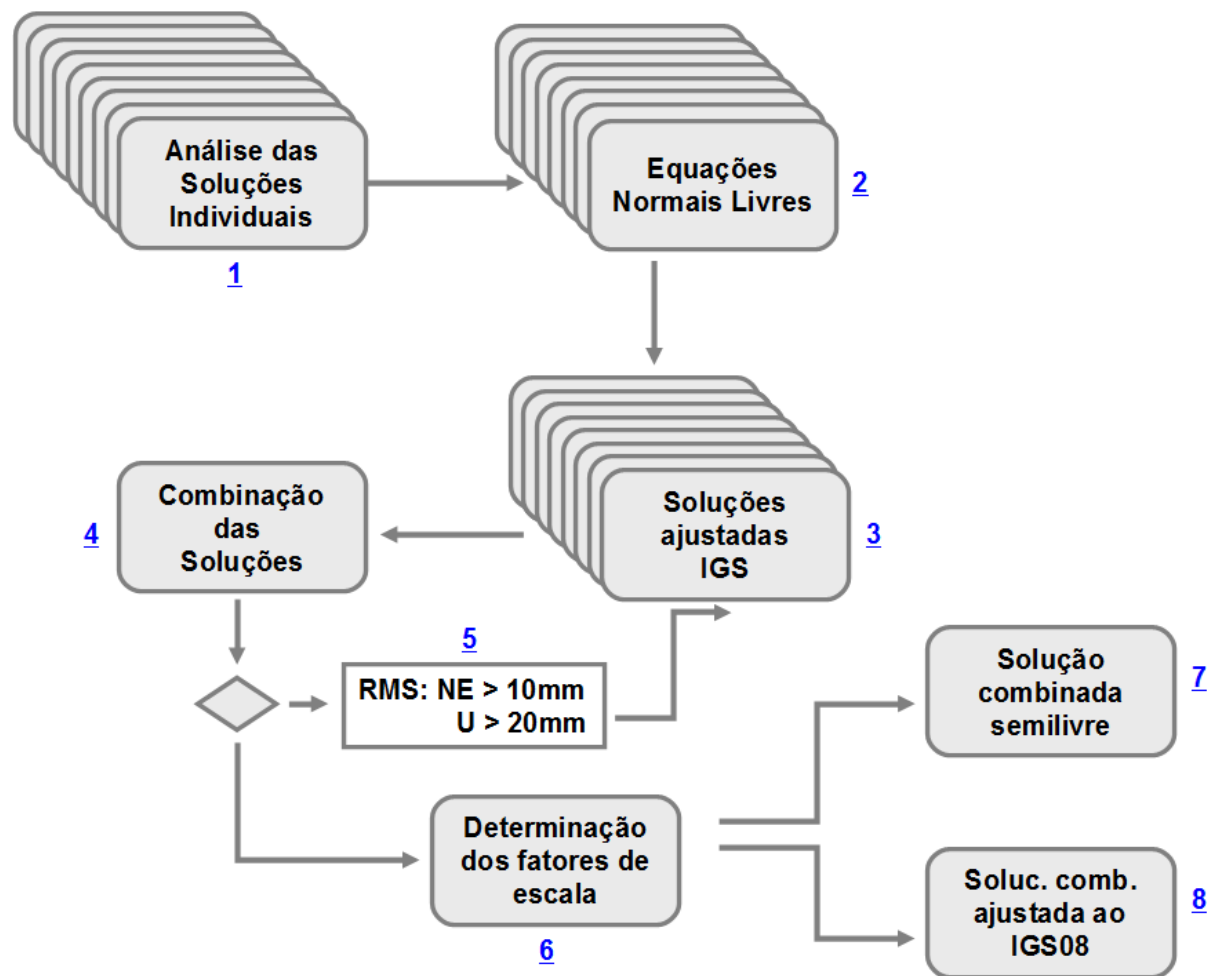 Análise das
Soluções
Individuais
1
Equações
Normais Livres
2
Soluções
ajustadas
IGS
3
Combinação
das
Soluções
4
5
RMS: NE > 10mm
U > 20mm
Determinação
dos fatores de
escala
6
Solução
combinada
semilivre
7
Soluc. comb.
ajustada ao
IGS08
8